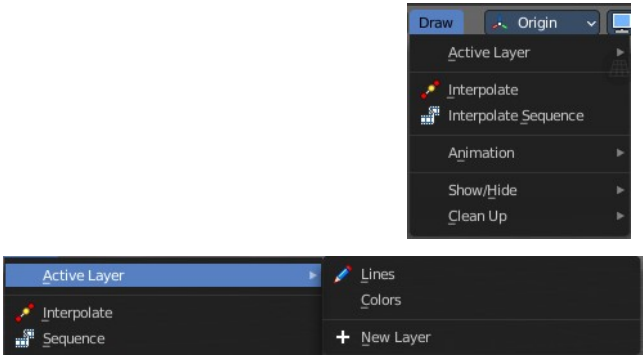 Draw Origin
Active Layer
Interpolate
Interpolate Sequence
Animation
Show/Hide
Clean Up
Active Layer
Interpolate
Sequence
Lines
Colors
New Layer